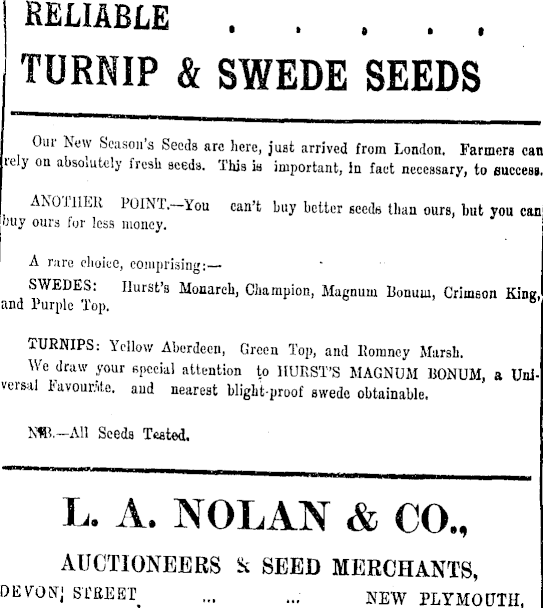 RELIABLE . . . . .
TURNIP & SWEDE SEEDS
Our New Season's Seeds are here, just arrived from London. Farmers can
rely on absolutely fresh seeds. This is important, in fact necessary, to success.
ANOTHER POINT.—You can't buy better seeds than ours, but you can
buy ours for less money.
A rare choice, comprising:—
SWEDES: Hurst's Monarch, Champion, Magnum Bonum, Crimson King,
and Purple Top.
TURNIPS: Yellow Aberdeen, Green Top, and Romney Marsh.
We draw your special attention to HURST'S MAGNUM BONUM, a Uni-
versal Favourite. and nearest blight-proof swede obtainable.
N.B.—All Seeds Tested.
L. A. NOLAN & CO.,
AUCTIONEERS & SEED MERCHANTS,
DEVON STREET ... ... NEW PLYMOUTH.